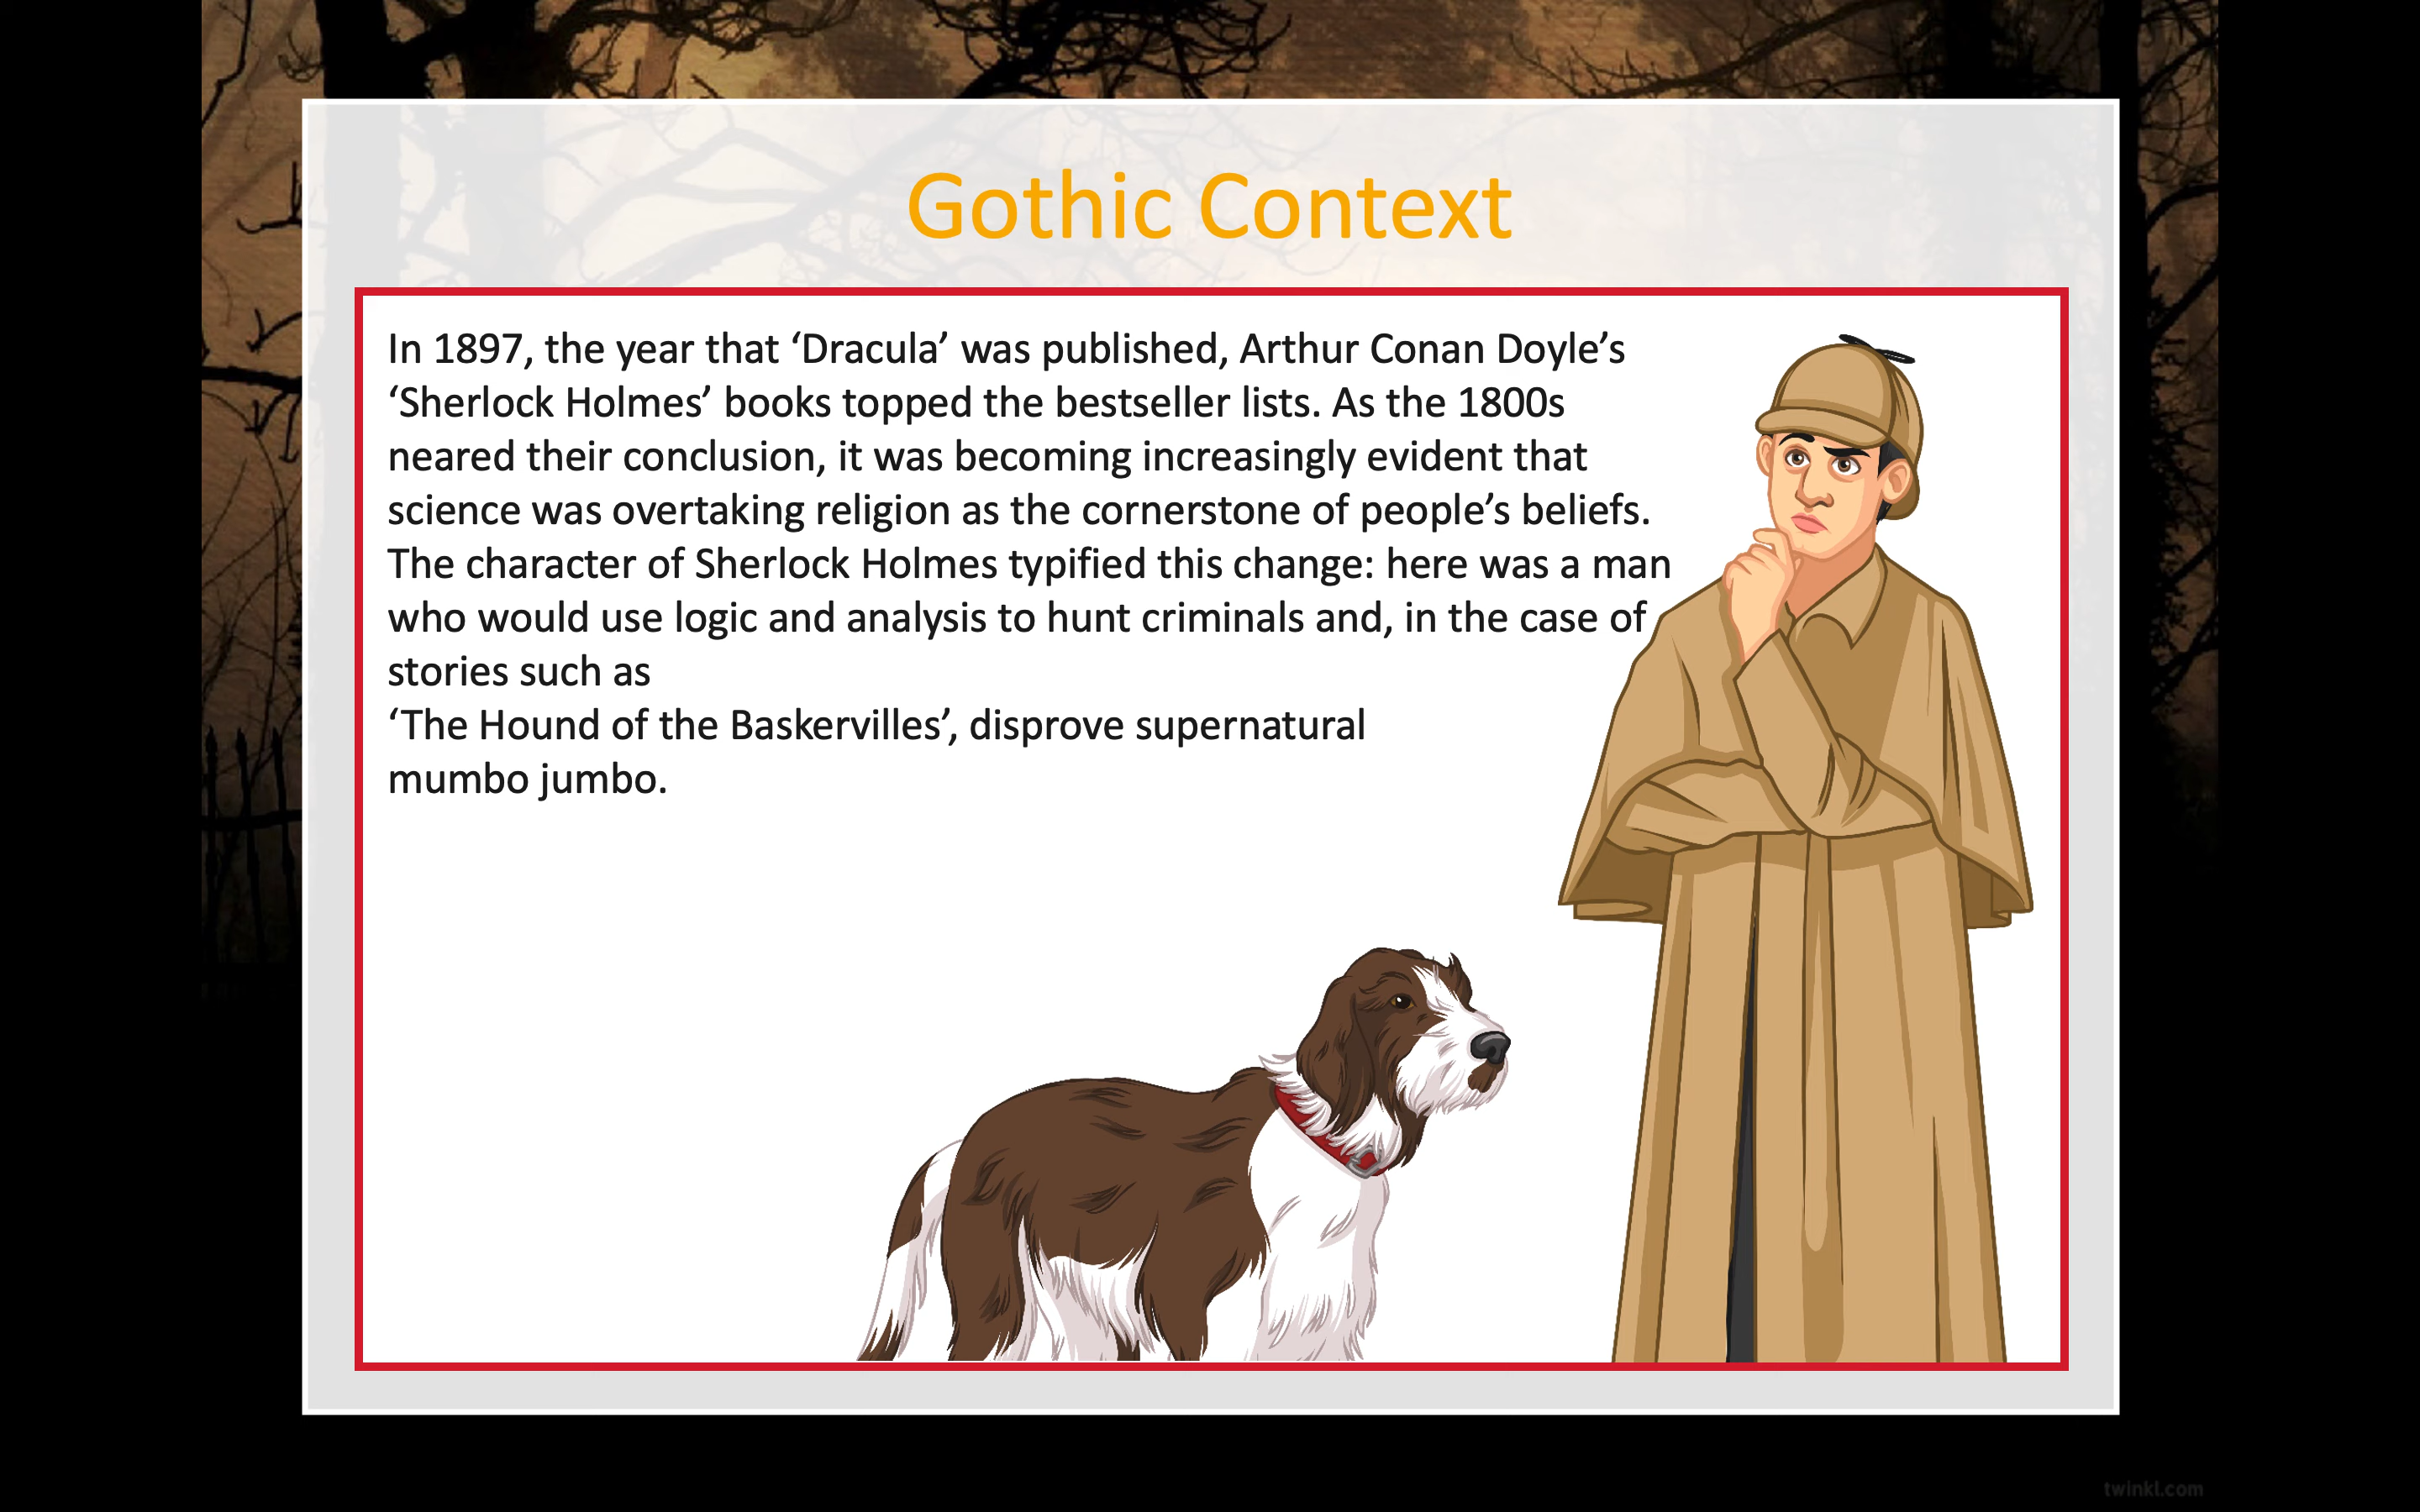 Gothic Context
In 1897, the year that ‘Dracula’ was published, Arthur Conan Doyle’s
‘Sherlock Holmes’ books topped the bestseller lists. As the 1800s
neared their conclusion, it was becoming increasingly evident that
science was overtaking religion as the cornerstone of people’s beliefs.
The character of Sherlock Holmes typified this change: here was a man
who would use logic and analysis to hunt criminals and, in the case of
stories such as
‘The Hound of the Baskervilles’, disprove supernatural
mumbo jumbo.
twinkl.com